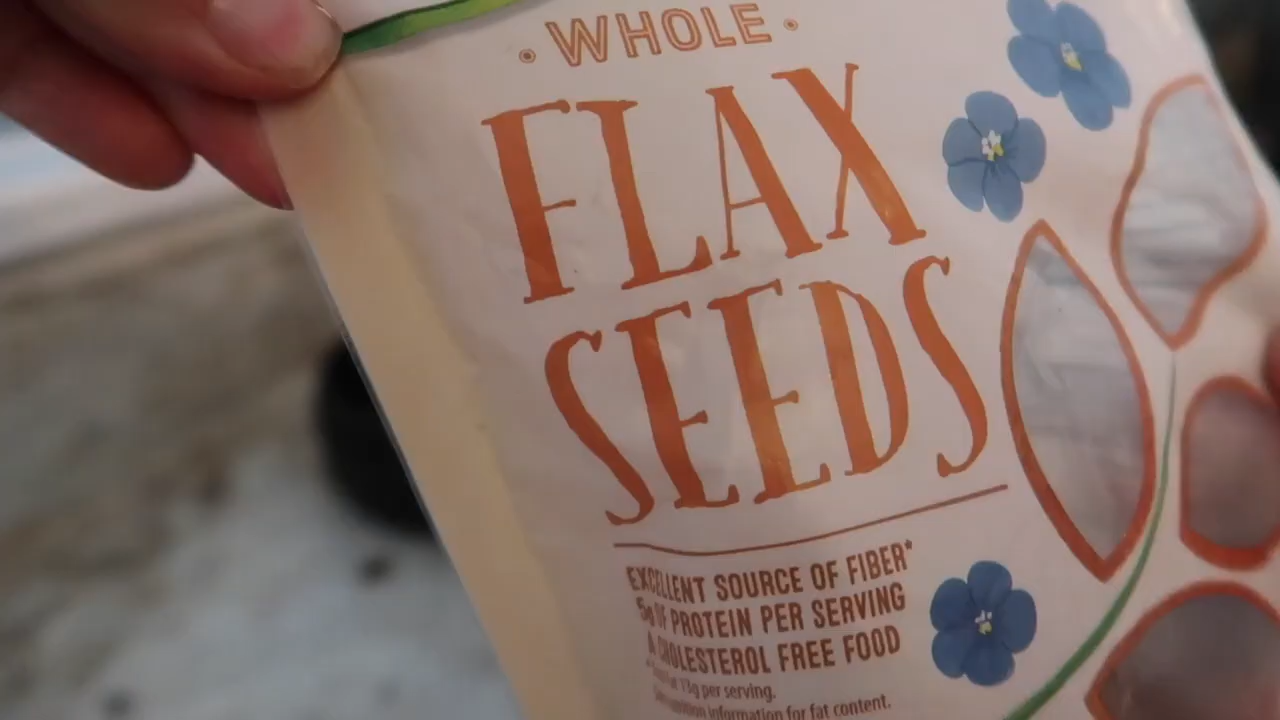 WHOLE
FLAX
SEEDS
EXCELLENT SOURCE OF FIBER*
5g OF PROTEIN PER SERVING
A CHOLESTEROL FREE FOOD
13g per serving.
information for fat content.